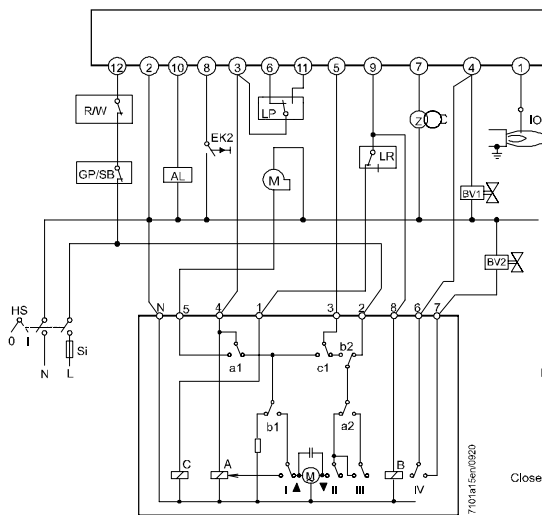 12 2 10 8 3 6 11 5 9 7 4 1
R/W
LP
EK2
Z
C
IO
LR
GP/SB
AL
M
BV1
BV2
HS
0 I
Si
N L
N 5 4 1 3 2 8 6 7
a1
c1
b2
b1
a2
C
A
I
M
II
III
B
IV
7101a15en/0920
Close